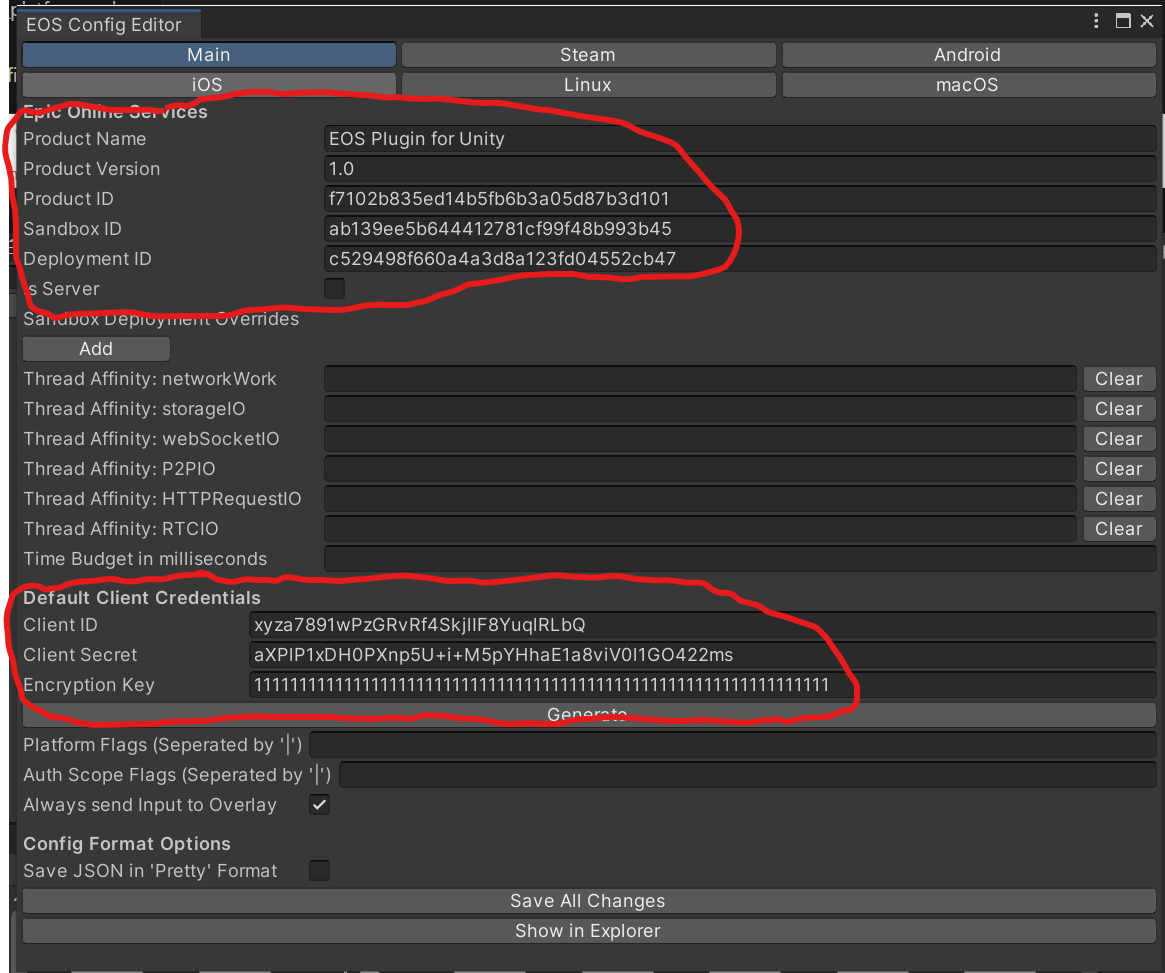 EOS Config Editor
Main Steam Android
iOS Linux macOS
Epic Online Services
Product Name EOS Plugin for Unity
Product Version 1.0
Product ID f7102b835ed14b5fb6b3a05d87b3d101
Sandbox ID ab139ee5b644412781cf99f48b993b45
Deployment ID c529498f660a4a3d8a123fd04552cb47
Is Server
Sandbox Deployment Overrides
Add
Thread Affinity: networkWork Clear
Thread Affinity: storageIO Clear
Thread Affinity: webSocketIO Clear
Thread Affinity: P2PIO Clear
Thread Affinity: HTTPRequestIO Clear
Thread Affinity: RTCIO Clear
Time Budget in milliseconds
Default Client Credentials
Client ID xyza7891wPzGRvRf4SkjlIF8YuqIRLbQ
Client Secret aXPIP1xDH0PXnp5U+i+M5pYHhaE1a8viV0l1GO422ms
Encryption Key 1111111111111111111111111111111111111111111111111111111111111111
Generate
Platform Flags (Seperated by '|')
Auth Scope Flags (Seperated by '|')
Always send Input to Overlay
Config Format Options
Save JSON in 'Pretty' Format
Save All Changes
Show in Explorer